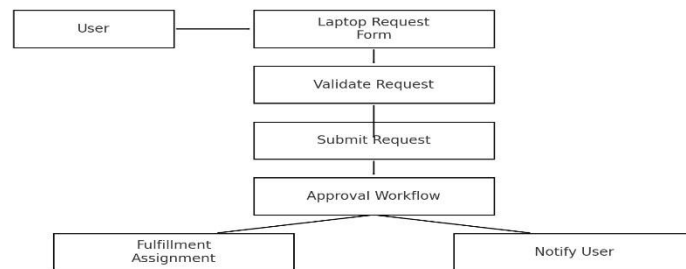 User
Laptop Request
Form
Validate Request
Submit Request
Approval Workflow
Fulfillment
Assignment
Notify User